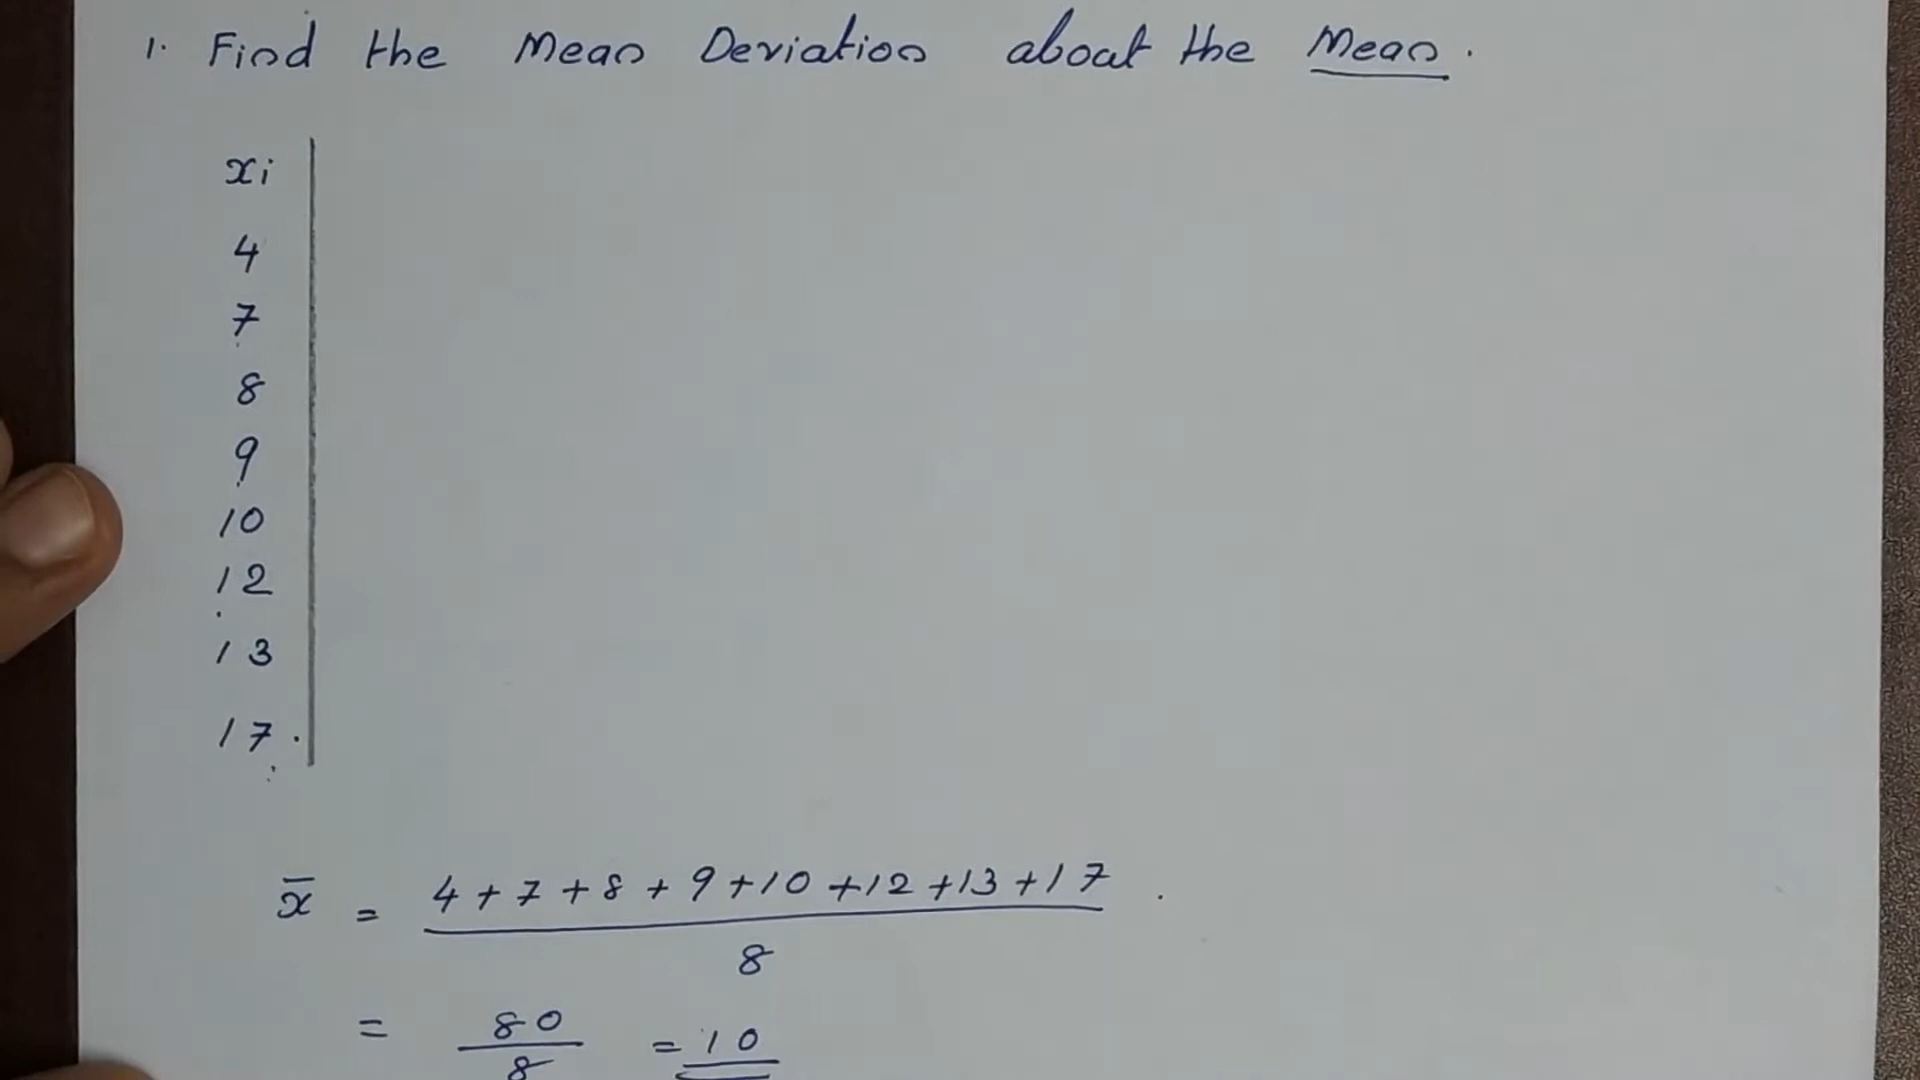 1. Find the Mean Deviation about the Mean.
xi
4
7
8
9
10
12
13
17.
x̄ = 4+7+8+9+10+12+13+17
8
= 80/8 = 10